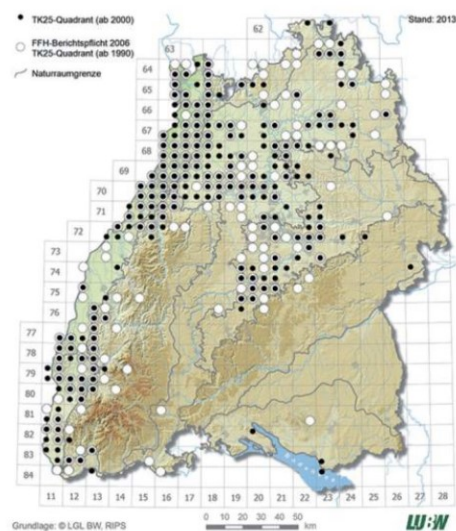 TK25-Quadrant (ab 2000)
FFH-Berichtspflicht 2006
TK25-Quadrant (ab 1990)
Naturraumgrenze
Stand: 2013
62
63
64
65
66
67
68
69
70
71
72
73
74
75
76
77
78
79
80
81
82
83
84
11 12 13 14 15 16 17 18 19 20 21 22 23 24 25 26 27 28
0 10 20 30 40 50 km
Grundlage: © LGL BW, RIPS
LUBW